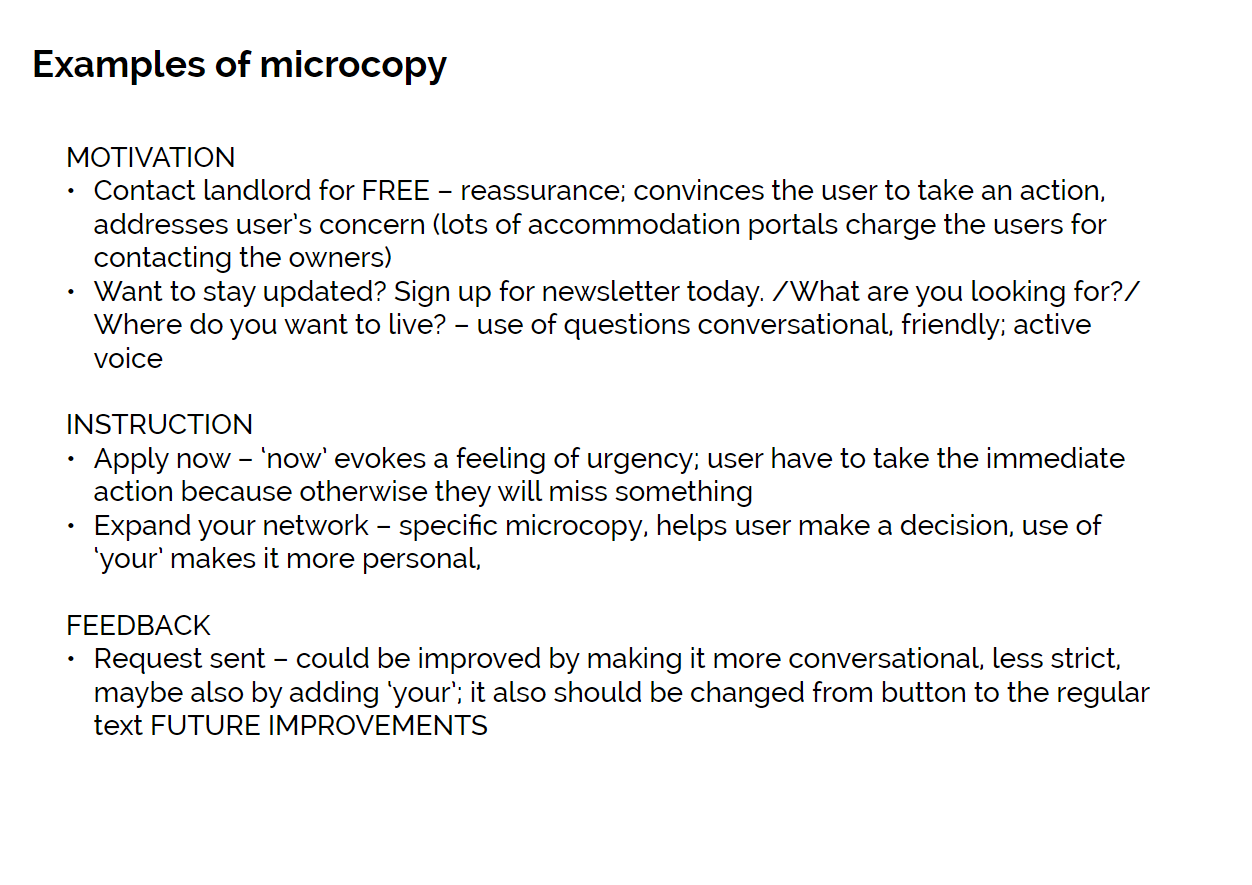 Examples of microcopy
MOTIVATION
• Contact landlord for FREE – reassurance; convinces the user to take an action,
addresses user's concern (lots of accommodation portals charge the users for
contacting the owners)
• Want to stay updated? Sign up for newsletter today. /What are you looking for?/
Where do you want to live? – use of questions conversational, friendly; active
voice
INSTRUCTION
• Apply now – ‘now’ evokes a feeling of urgency; user have to take the immediate
action because otherwise they will miss something
• Expand your network – specific microcopy, helps user make a decision, use of
‘your’ makes it more personal,
FEEDBACK
• Request sent – could be improved by making it more conversational, less strict,
maybe also by adding ‘your‘; it also should be changed from button to the regular
text FUTURE IMPROVEMENTS